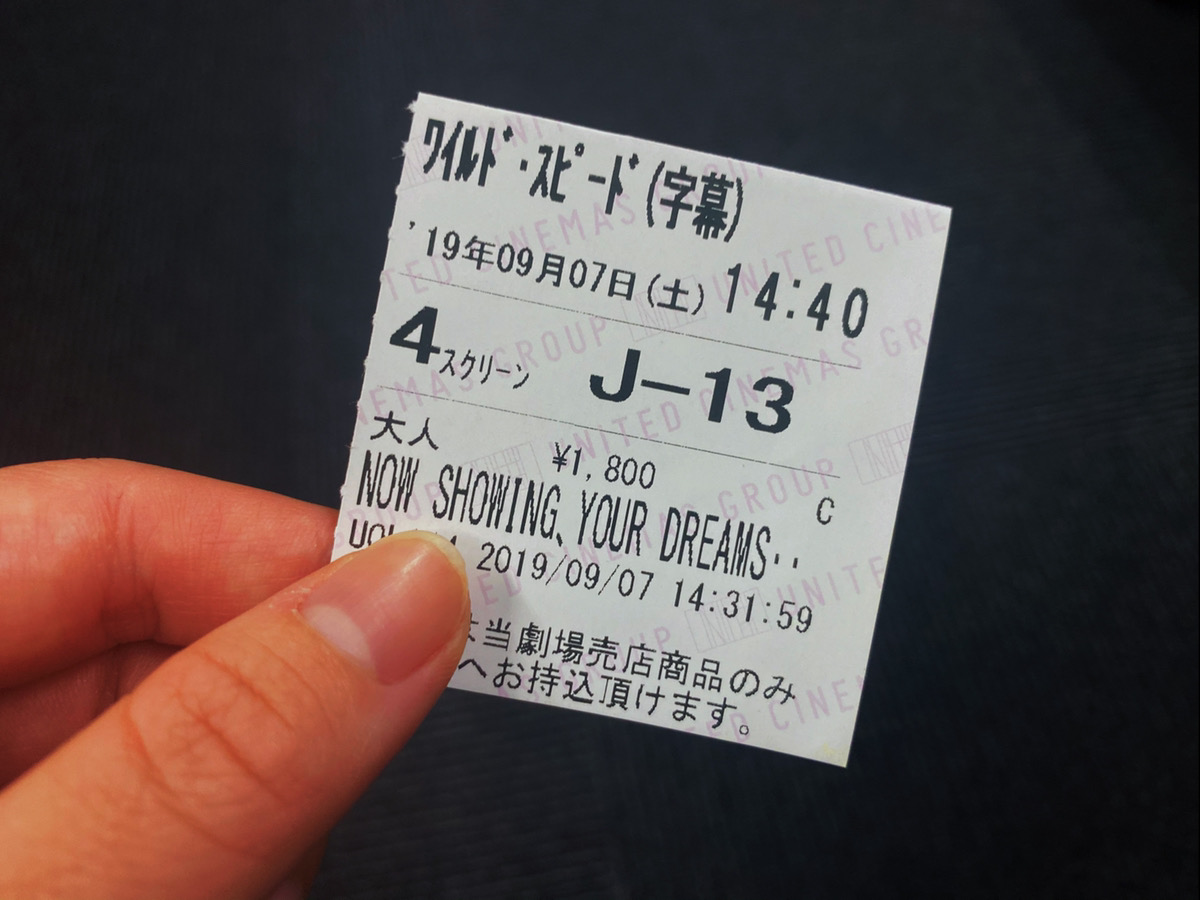 ワイルド・スピード(字幕)
'19年09月07日(土) 14:40
4スクリーン J-13
大人 ¥1,800 C
NOW SHOWING､YOUR DREAMS‥
2019/09/07 14:31:59
当劇場売店商品のみ
へお持込頂けます。
UNITED CINEMAS GROUP